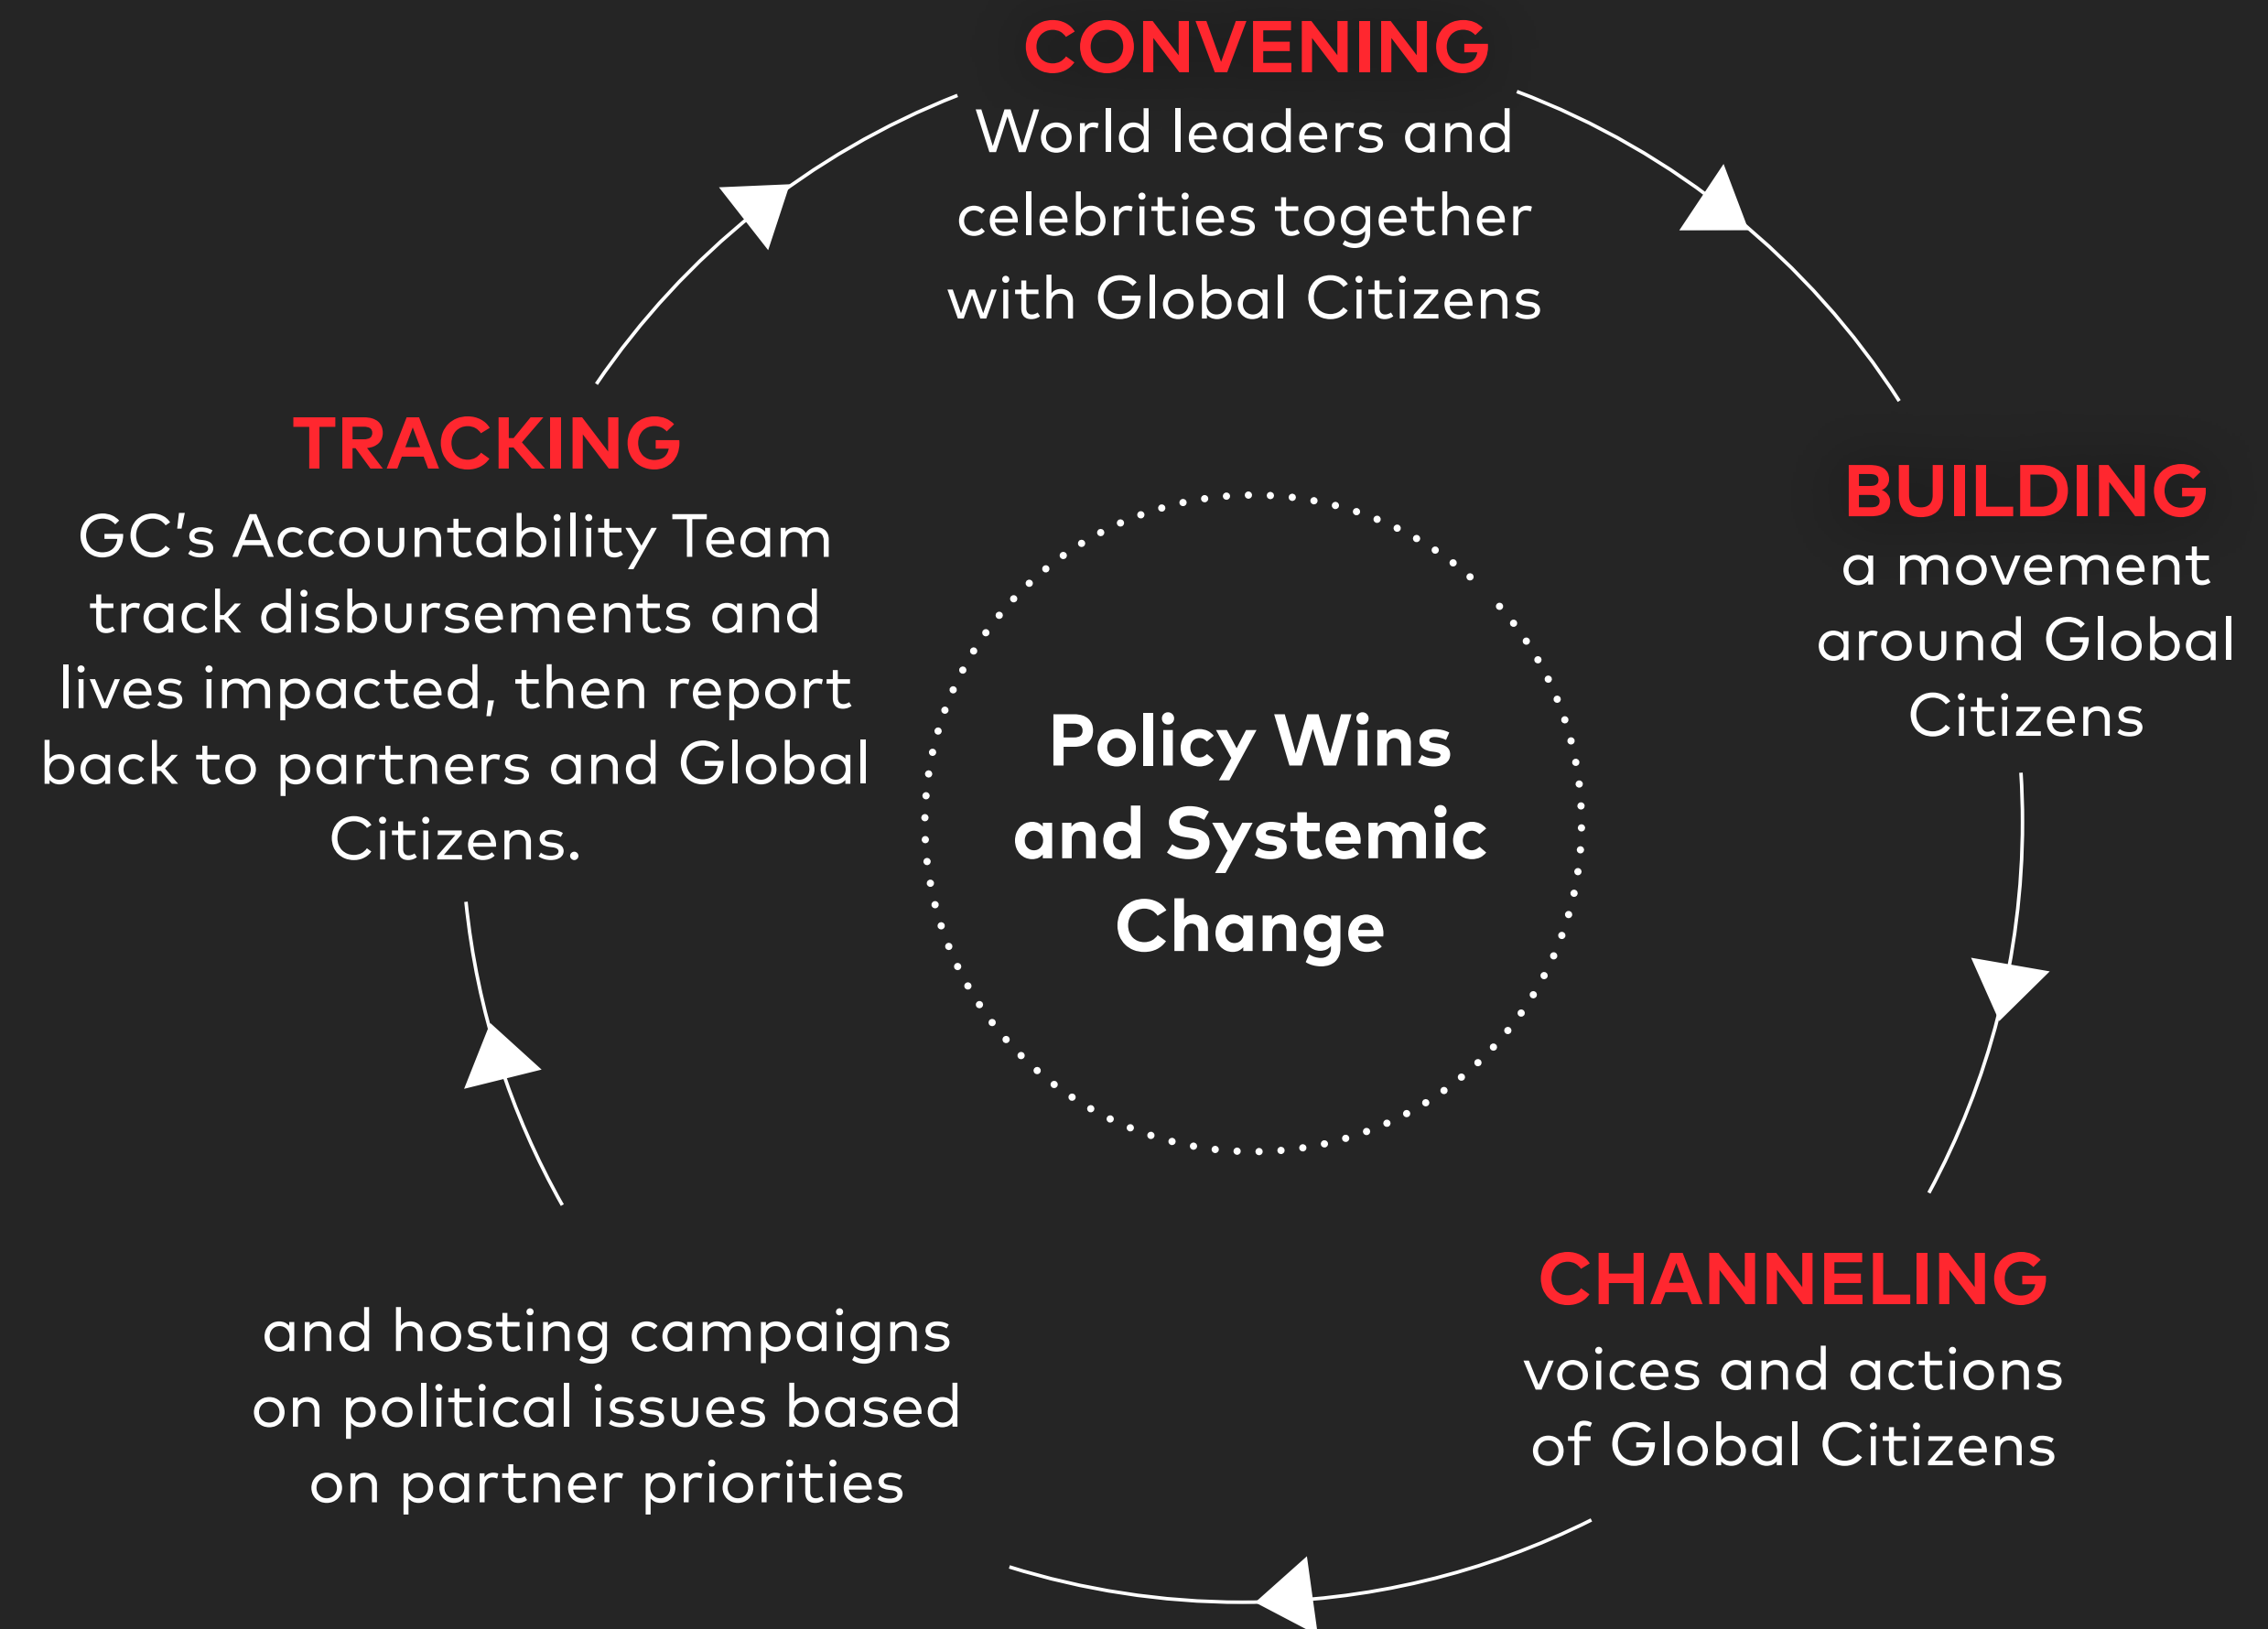 CONVENING
World leaders and
celebrities together
with Global Citizens
BUILDING
a movement
around Global
Citizens
CHANNELING
voices and actions
of Global Citizens
and hosting campaigns
on political issues based
on partner priorities
TRACKING
GC's Accountability Team
track disbursements and
lives impacted, then report
back to partners and Global
Citizens.
Policy Wins
and Systemic
Change